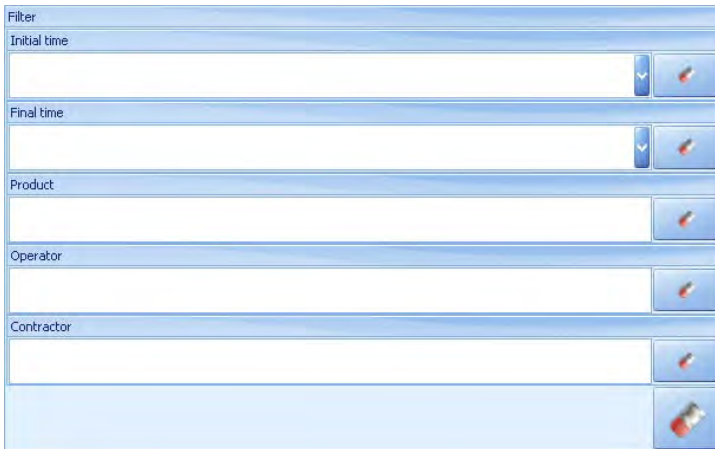 Filter
Initial time
Final time
Product
Operator
Contractor